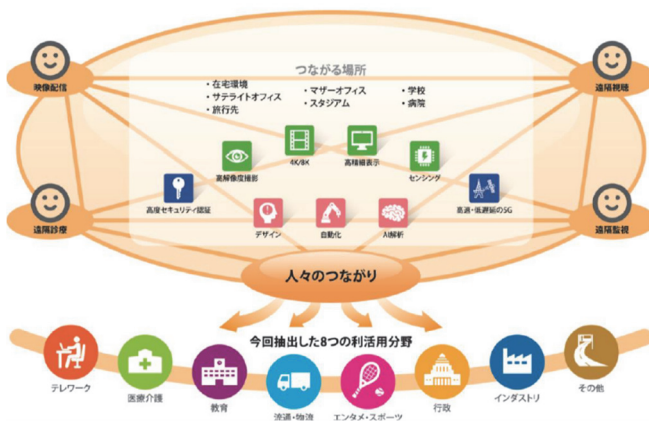 つながる場所
・在宅環境
・サテライトオフィス
・旅行先
・マザーオフィス
・スタジアム
・学校
・病院
映像配信
遠隔視聴
4K/8K
高精細表示
高解像度撮影
センシング
高度セキュリティ認証
デザイン
自動化
AI解析
高速・低遅延の5G
遠隔診療
遠隔監視
人々のつながり
今回抽出した8つの利活用分野
テレワーク
医療介護
教育
流通・物流
エンタメ・スポーツ
行政
インダストリ
その他